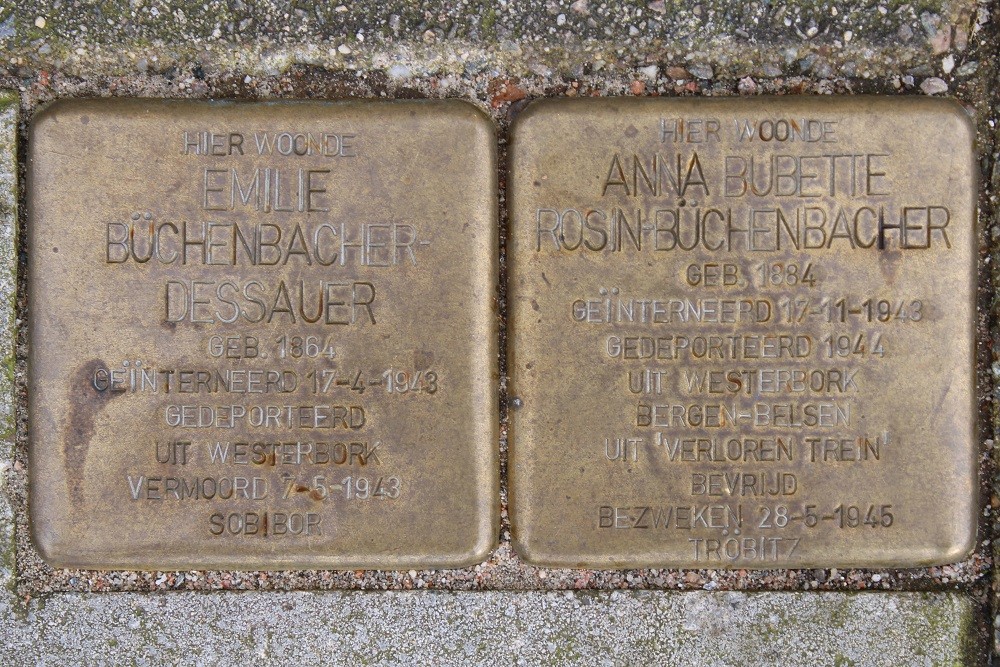 HIER WOONDE
EMILIE
BÜCHENBACHER-
DESSAUER
GEB. 1864
GEÏNTERNEERD 17-4-1943
GEDEPORTEERD
UIT WESTERBORK
VERMOORD 7-5-1943
SOBIBOR
HIER WOONDE
ANNA BUBETTE
ROSIN-BÜCHENBACHER
GEB. 1884
GEÏNTERNEERD 17-11-1943
GEDEPORTEERD 1944
UIT WESTERBORK
BERGEN-BELSEN
UIT 'VERLOREN TREIN'
BEVRIJD
BEZWEKEN 28-5-1945
TRÖBITZ